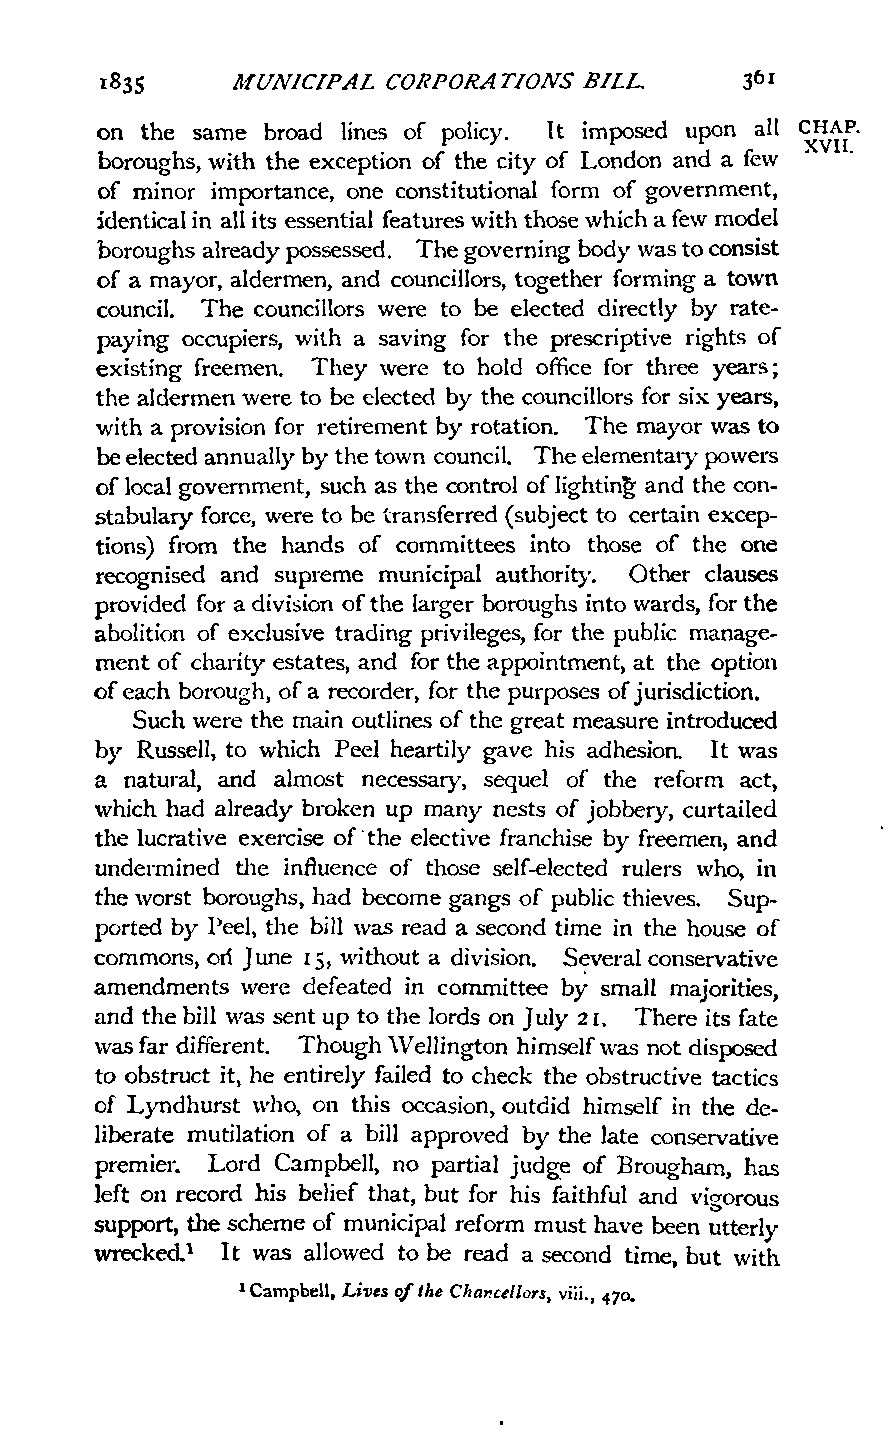 1835 MUNICIPAL CORPORATIONS BILL. 361
on the same broad lines of policy. It imposed upon all CHAP.
boroughs, with the exception of the city of London and a few XVII.
of minor importance, one constitutional form of government,
identical in all its essential features with those which a few model
boroughs already possessed. The governing body was to consist
of a mayor, aldermen, and councillors, together forming a town
council. The councillors were to be elected directly by rate-
paying occupiers, with a saving for the prescriptive rights of
existing freemen. They were to hold office for three years;
the aldermen were to be elected by the councillors for six years,
with a provision for retirement by rotation. The mayor was to
be elected annually by the town council. The elementary powers
of local government, such as the control of lighting and the con-
stabulary force, were to be transferred (subject to certain excep-
tions) from the hands of committees into those of the one
recognised and supreme municipal authority. Other clauses
provided for a division of the larger boroughs into wards, for the
abolition of exclusive trading privileges, for the public manage-
ment of charity estates, and for the appointment, at the option
of each borough, of a recorder, for the purposes of jurisdiction.
Such were the main outlines of the great measure introduced
by Russell, to which Peel heartily gave his adhesion. It was
a natural, and almost necessary, sequel of the reform act,
which had already broken up many nests of jobbery, curtailed
the lucrative exercise of the elective franchise by freemen, and
undermined the influence of those self-elected rulers who, in
the worst boroughs, had become gangs of public thieves. Sup-
ported by Peel, the bill was read a second time in the house of
commons, on June 15, without a division. Several conservative
amendments were defeated in committee by small majorities,
and the bill was sent up to the lords on July 21. There its fate
was far different. Though Wellington himself was not disposed
to obstruct it, he entirely failed to check the obstructive tactics
of Lyndhurst who, on this occasion, outdid himself in the de-
liberate mutilation of a bill approved by the late conservative
premier. Lord Campbell, no partial judge of Brougham, has
left on record his belief that, but for his faithful and vigorous
support, the scheme of municipal reform must have been utterly
wrecked.¹ It was allowed to be read a second time, but with
¹ Campbell, Lives of the Chancellors, viii., 470.